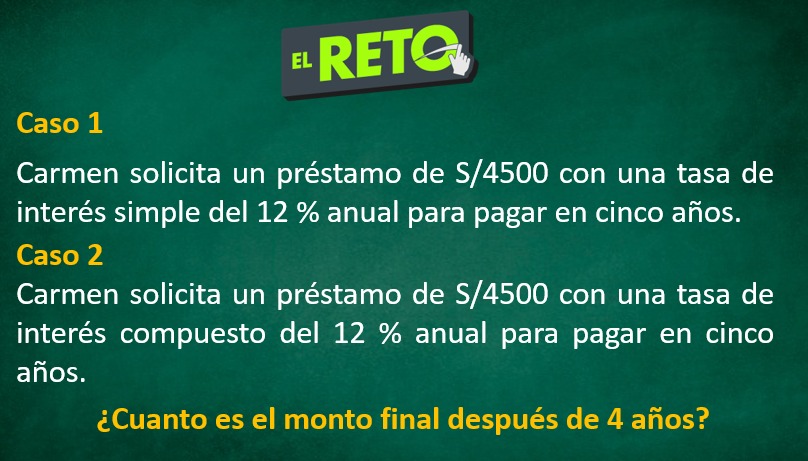 EL RETO
Caso 1
Carmen solicita un préstamo de S/4500 con una tasa de
interés simple del 12 % anual para pagar en cinco años.
Caso 2
Carmen solicita un préstamo de S/4500 con una tasa de
interés compuesto del 12 % anual para pagar en cinco
años.
¿Cuanto es el monto final después de 4 años?